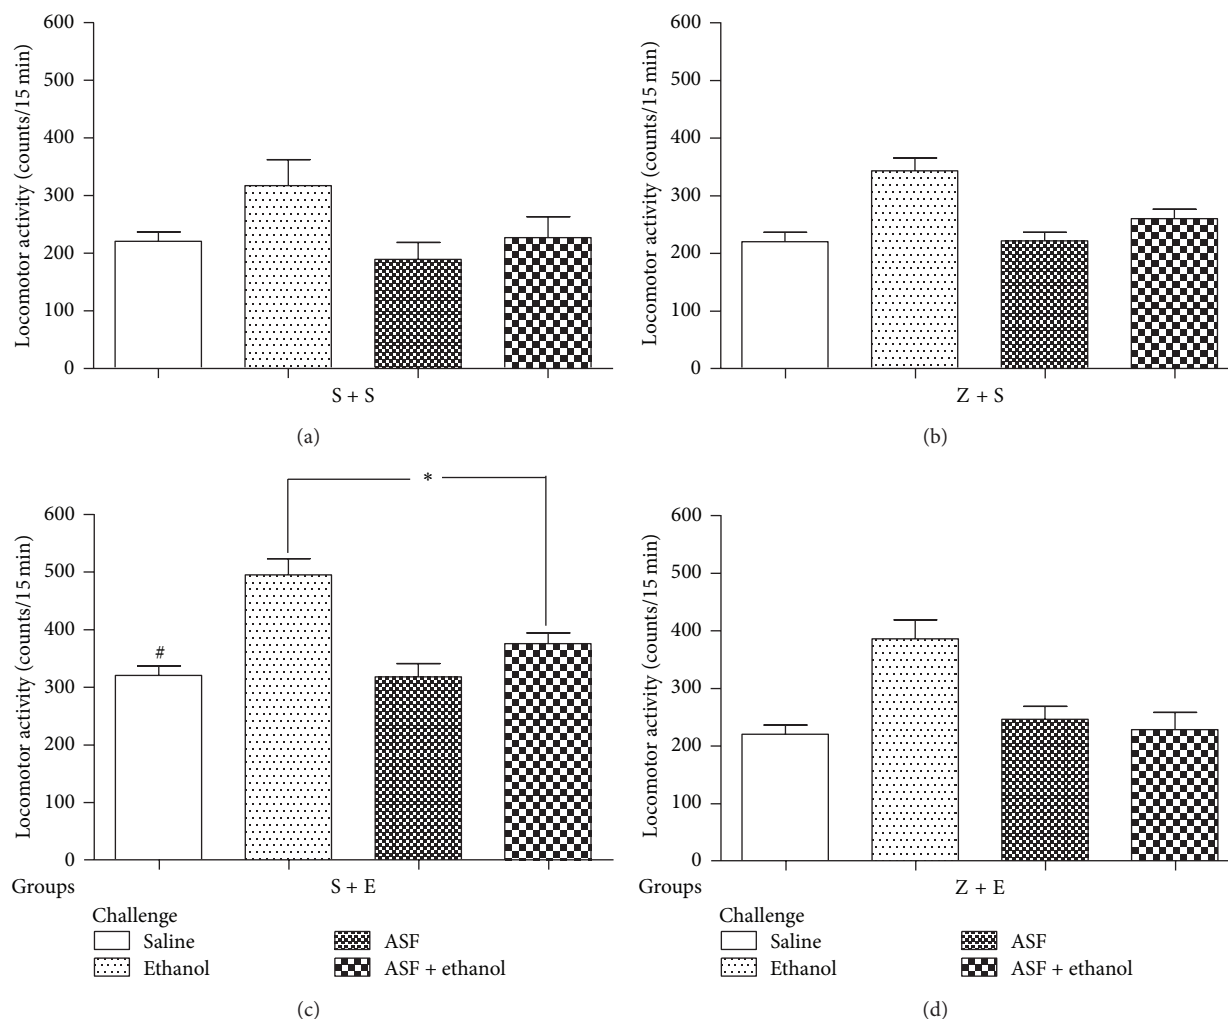 Locomotor activity (counts/15 min)
600
500
400
300
200
100
0
S + S
(a)
Locomotor activity (counts/15 min)
600
500
400
300
200
100
0
Z + S
(b)
Locomotor activity (counts/15 min)
600
500
400
300
200
100
0
#
*
Groups
S + E
Challenge
Saline
Ethanol
ASF
ASF + ethanol
(c)
Locomotor activity (counts/15 min)
600
500
400
300
200
100
0
Groups
Z + E
Challenge
Saline
Ethanol
ASF
ASF + ethanol
(d)